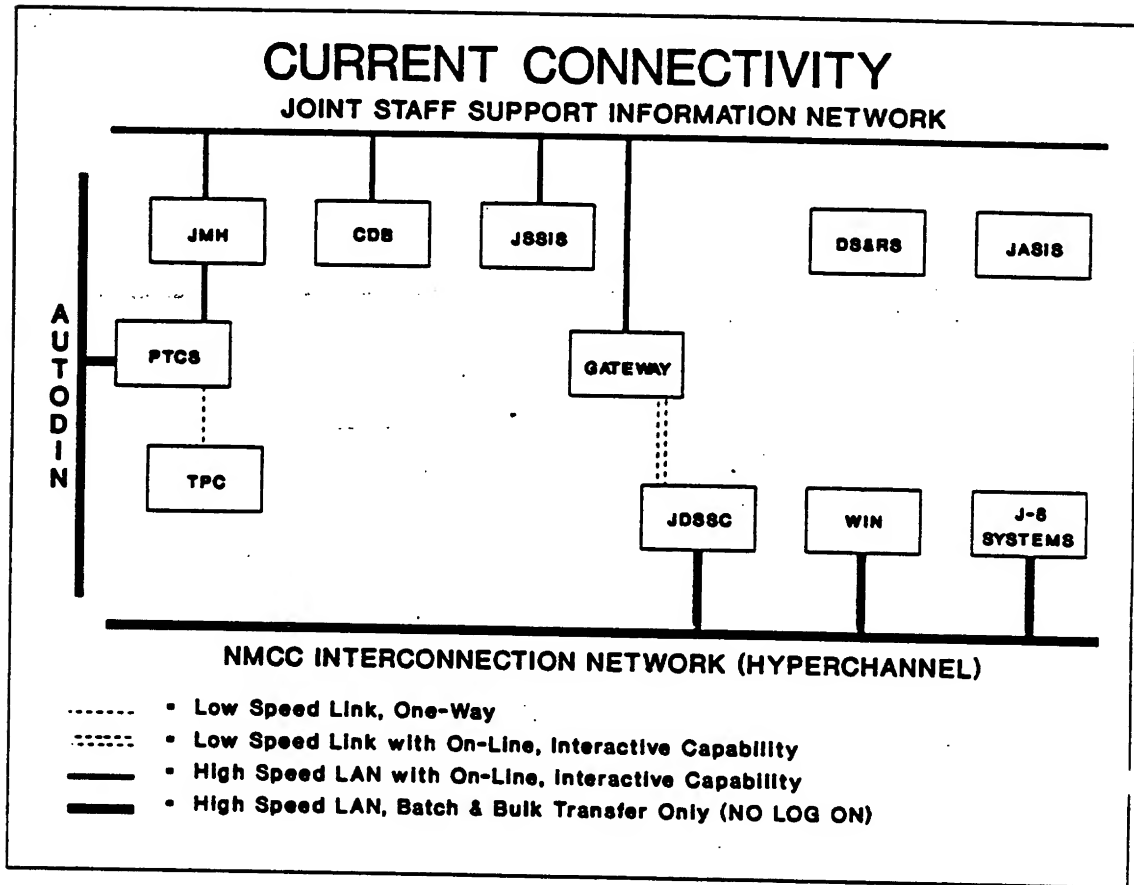 CURRENT CONNECTIVITY
JOINT STAFF SUPPORT INFORMATION NETWORK
JMH
CDB
JSSIS
DS&RS
JASIS
AUTODIN
PTCS
GATEWAY
TPC
JDSSC
WIN
J-8
SYSTEMS
NMCC INTERCONNECTION NETWORK (HYPERCHANNEL)
= Low Speed Link, One-Way
= Low Speed Link with On-Line, Interactive Capability
= High Speed LAN with On-Line, Interactive Capability
= High Speed LAN, Batch & Bulk Transfer Only (NO LOG ON)